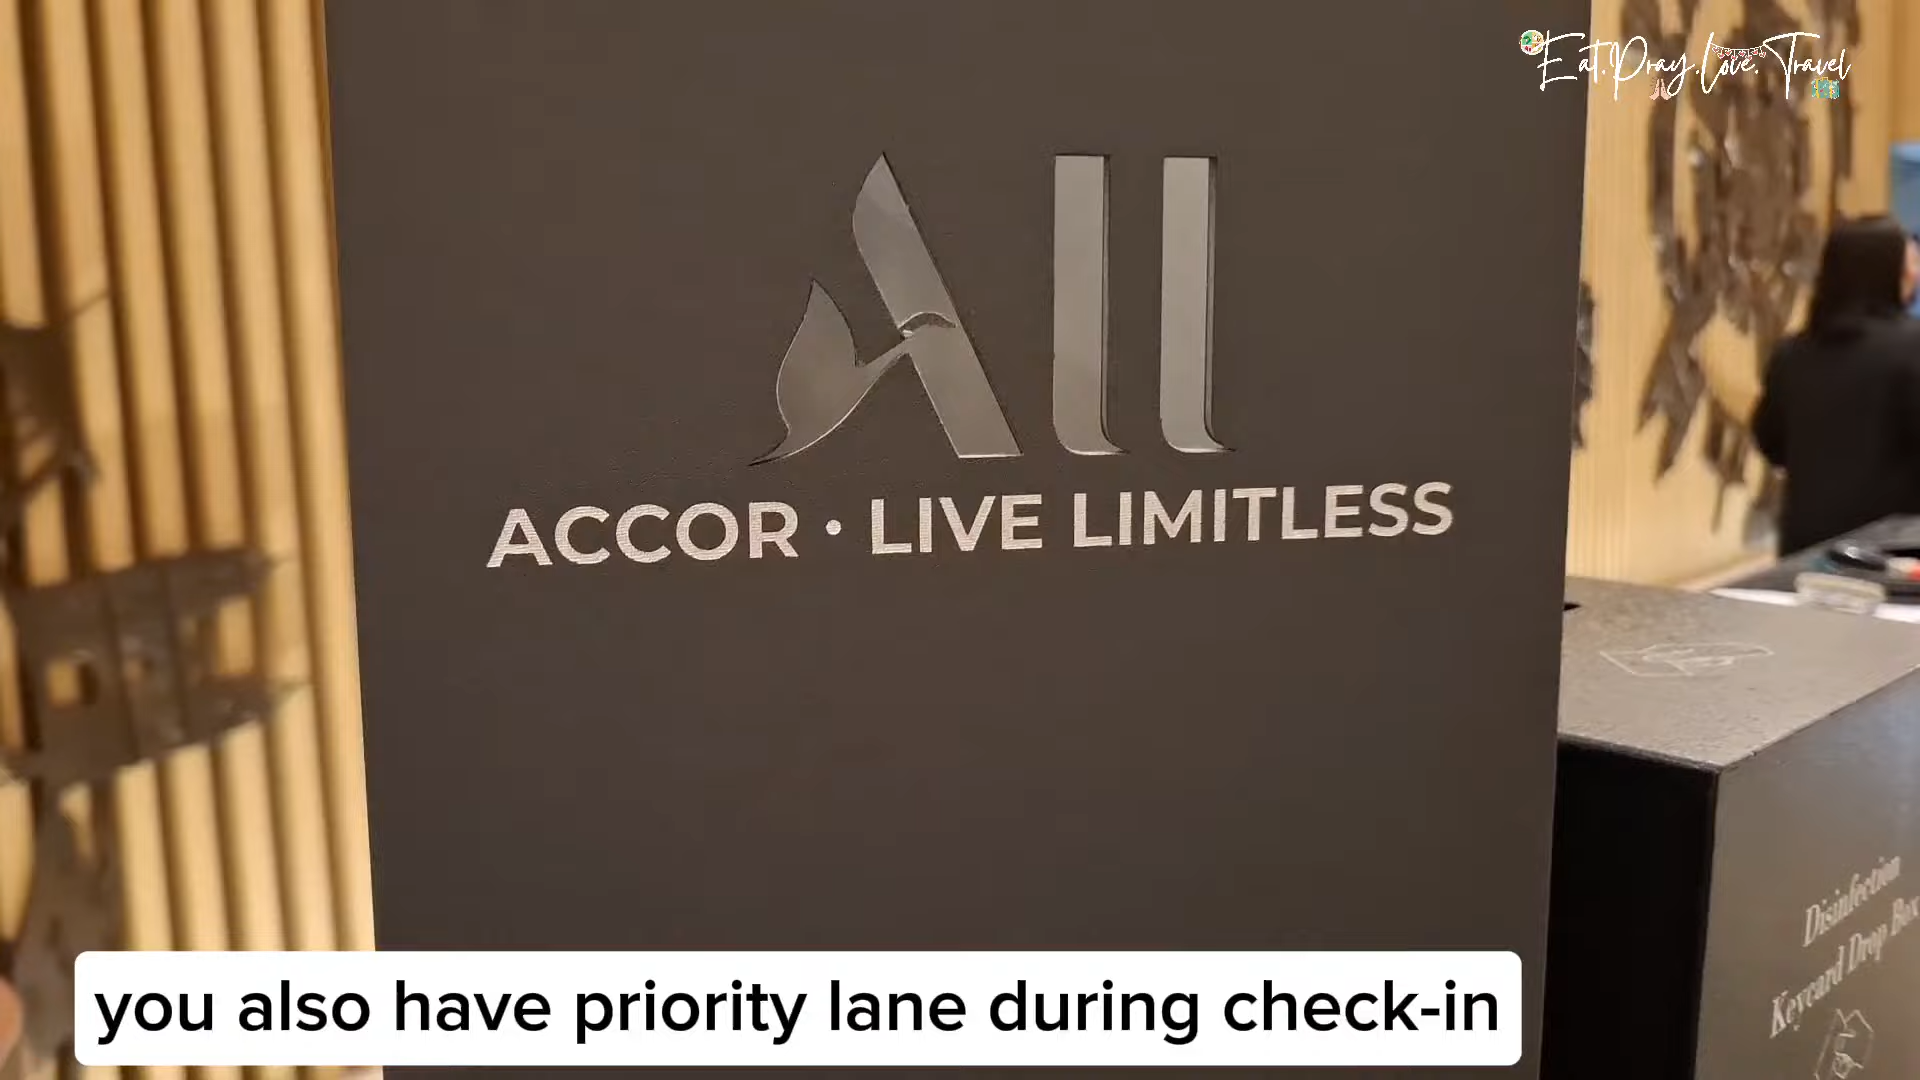 Eat.Pray.Love.Travel
All
ACCOR · LIVE LIMITLESS
Disinfection
Keycard Drop Box
you also have priority lane during check-in